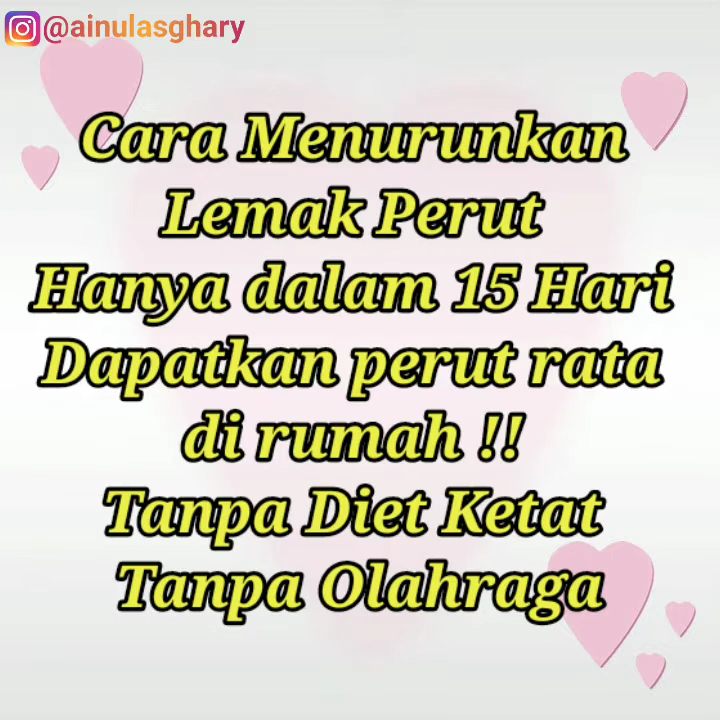 @ainulasghary
Cara Menurunkan
Lemak Perut
Hanya dalam 15 Hari
Dapatkan perut rata
di rumah !!
Tanpa Diet Ketat
Tanpa Olahraga